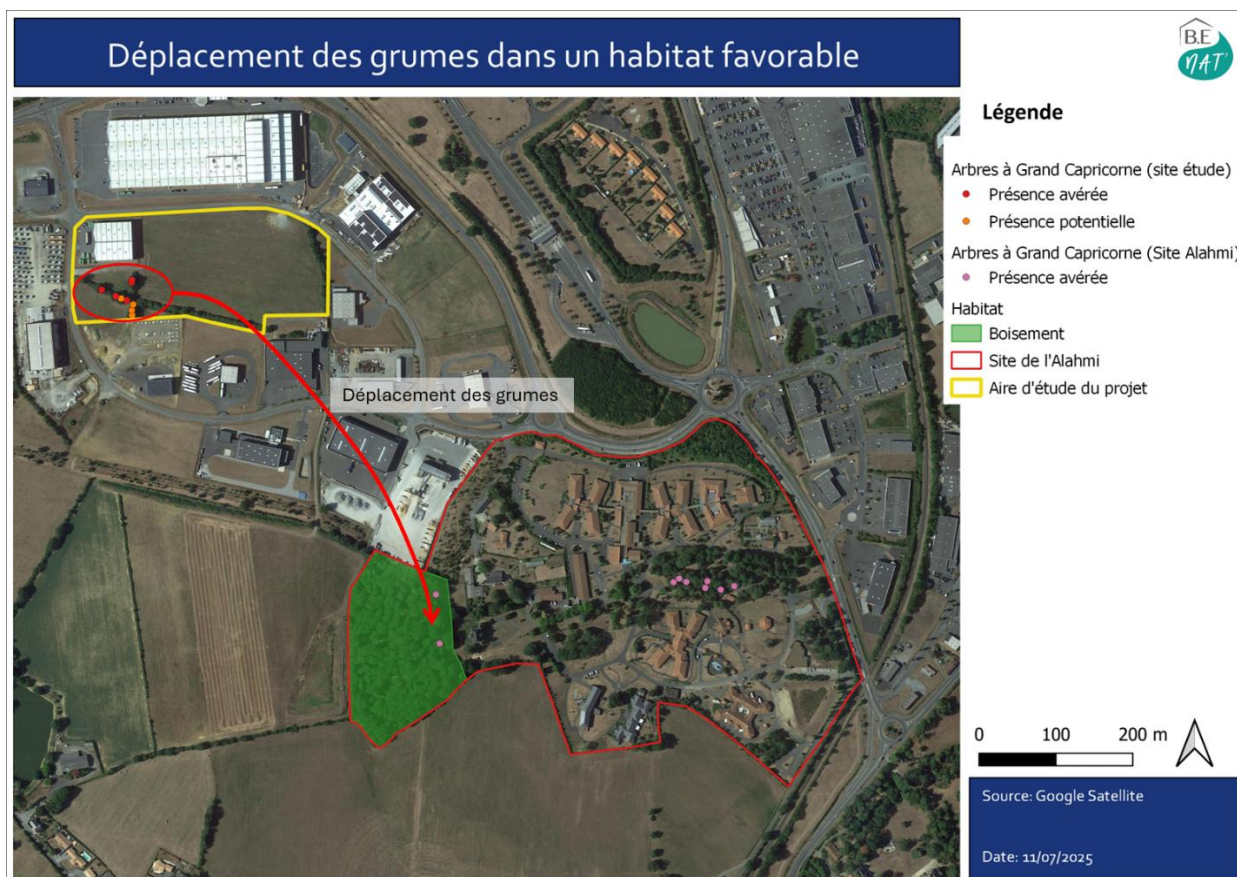 Déplacement des grumes dans un habitat favorable
B.E
NAT'
Légende
Arbres à Grand Capricorne (site étude)
Présence avérée
Présence potentielle
Arbres à Grand Capricorne (Site Alahmi)
Présence avérée
Habitat
Boisement
Site de l'Alahmi
Aire d'étude du projet
Déplacement des grumes
0 100 200 m
Source: Google Satellite
Date: 11/07/2025